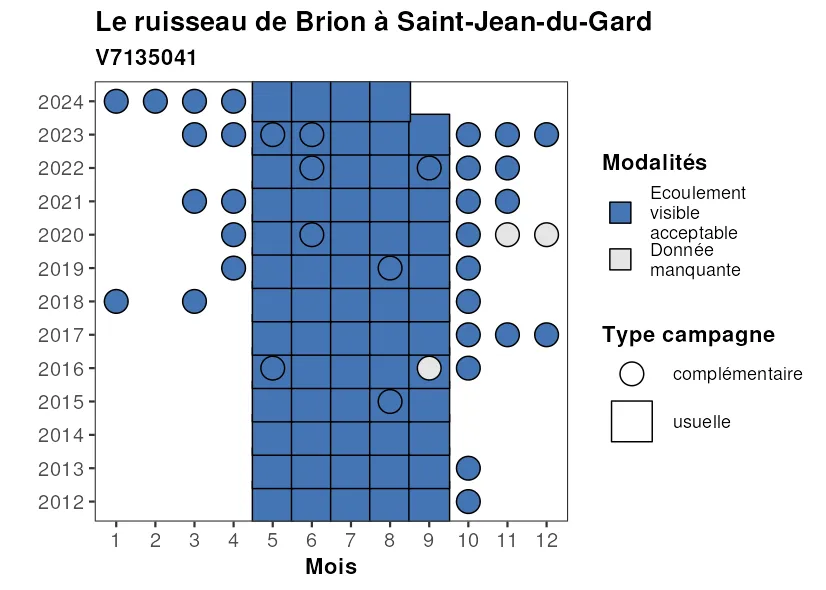 Le ruisseau de Brion à Saint-Jean-du-Gard
V7135041
2024
2023
2022
2021
2020
2019
2018
2017
2016
2015
2014
2013
2012
1 2 3 4 5 6 7 8 9 10 11 12
Mois
Modalités
Ecoulement
visible
acceptable
Donnée
manquante
Type campagne
complémentaire
usuelle